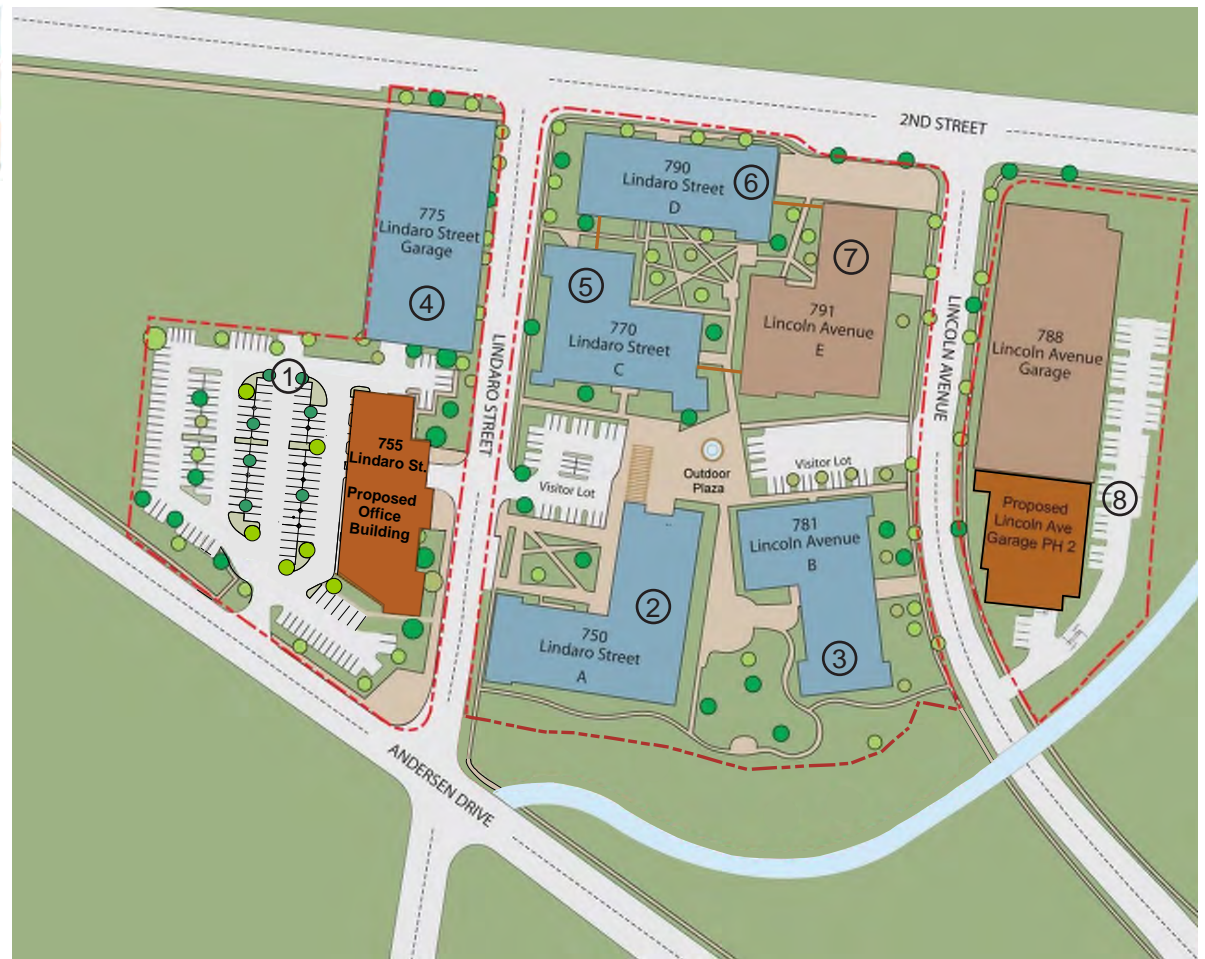 2ND STREET
790
Lindaro Street
D
6
775
Lindaro Street
Garage
4
5
770
Lindaro Street
C
7
791
Lincoln Avenue
E
LINCOLN AVENUE
788
Lincoln Avenue
Garage
LINDARO STREET
1
755
Lindaro St.
Proposed
Office
Building
Visitor Lot
Outdoor
Plaza
Visitor Lot
781
Lincoln Avenue
B
3
2
750
Lindaro Street
A
Proposed
Lincoln Ave
Garage PH 2
8
ANDERSEN DRIVE